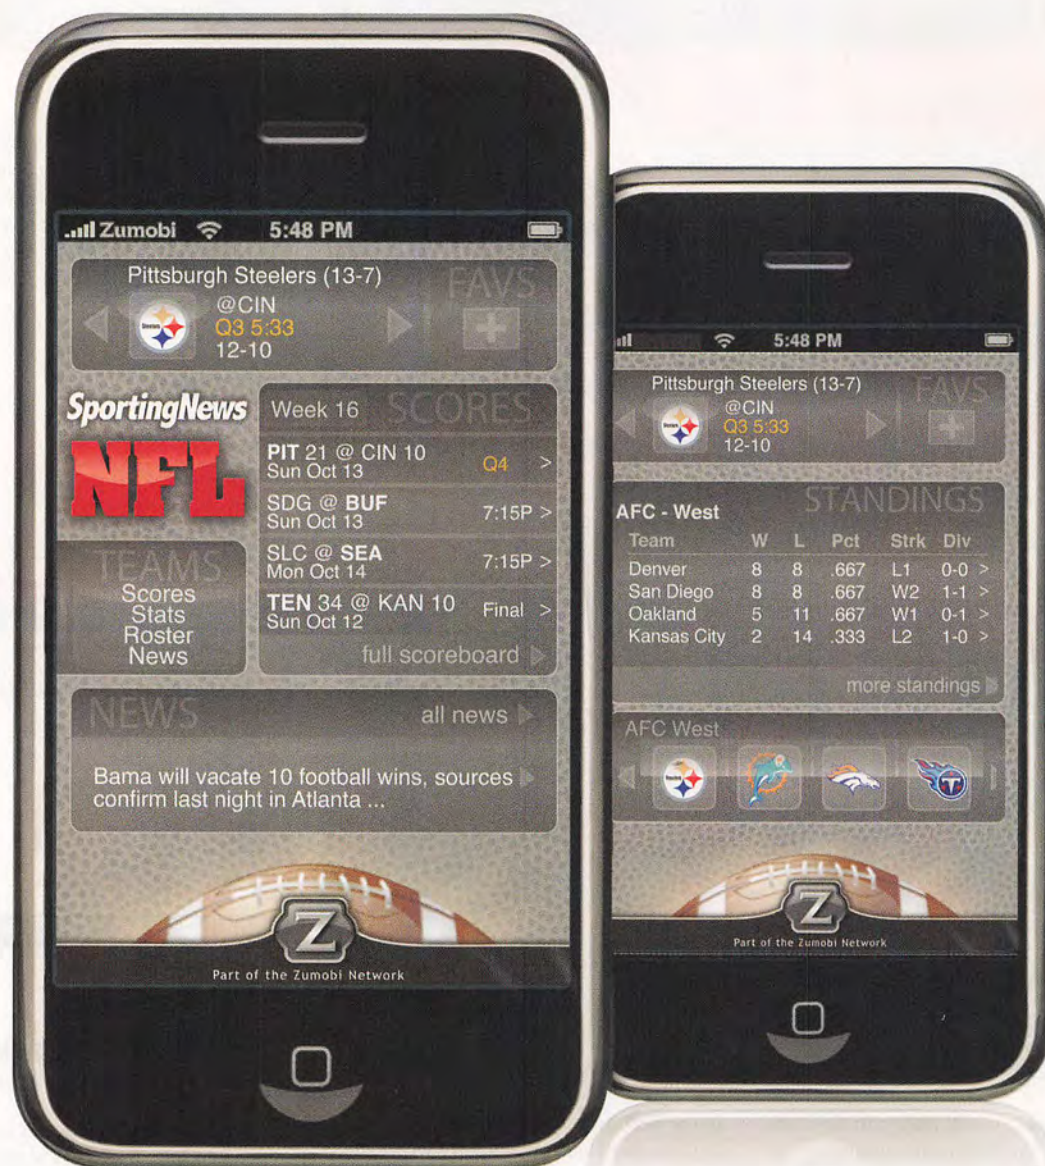 Zumobi 5:48 PM
Pittsburgh Steelers (13-7)
FAVS
@CIN
Q3 5:33
12-10
SportingNews
NFL
Week 16 SCORES
PIT 21 @ CIN 10
Sun Oct 13
Q4 >
SDG @ BUF
Sun Oct 13
7:15P >
SLC @ SEA
Mon Oct 14
7:15P >
TEN 34 @ KAN 10
Sun Oct 12
Final >
full scoreboard
TEAMS
Scores
Stats
Roster
News
NEWS all news
Bama will vacate 10 football wins, sources
confirm last night in Atlanta ...
Z
Part of the Zumobi Network
5:48 PM
Pittsburgh Steelers (13-7)
FAVS
@CIN
Q3 5:33
12-10
STANDINGS
AFC - West
Team W L Pct Strk Div
Denver 8 8 .667 L1 0-0 >
San Diego 8 8 .667 W2 1-1 >
Oakland 5 11 .667 W1 0-1 >
Kansas City 2 14 .333 L2 1-0 >
more standings
AFC West
T
Z
Part of the Zumobi Network